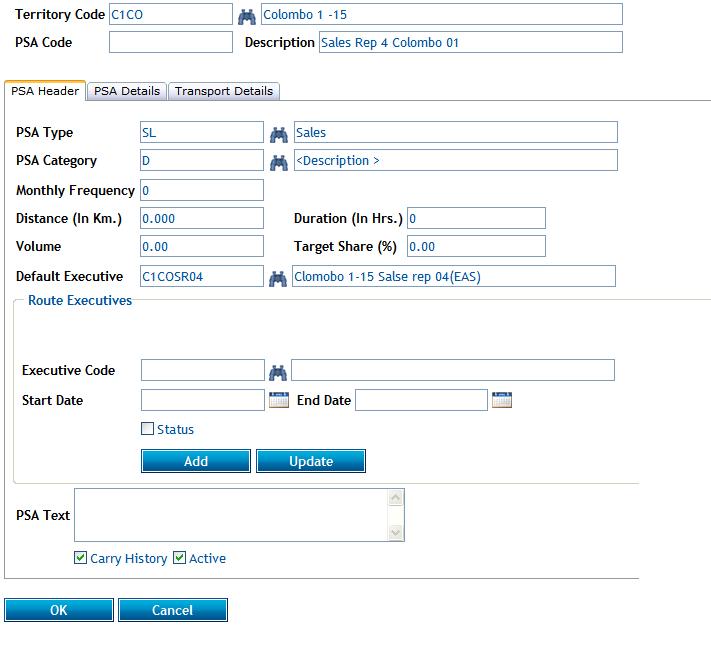 Territory Code C1CO Colombo 1 -15
PSA Code Description Sales Rep 4 Colombo 01
PSA Header PSA Details Transport Details
PSA Type SL Sales
PSA Category D <Description >
Monthly Frequency 0
Distance (In Km.) 0.000 Duration (In Hrs.) 0
Volume 0.00 Target Share (%) 0.00
Default Executive C1COSR04 Clomobo 1-15 Salse rep 04(EAS)
Route Executives
Executive Code
Start Date End Date
Status
Add Update
PSA Text
Carry History Active
OK Cancel